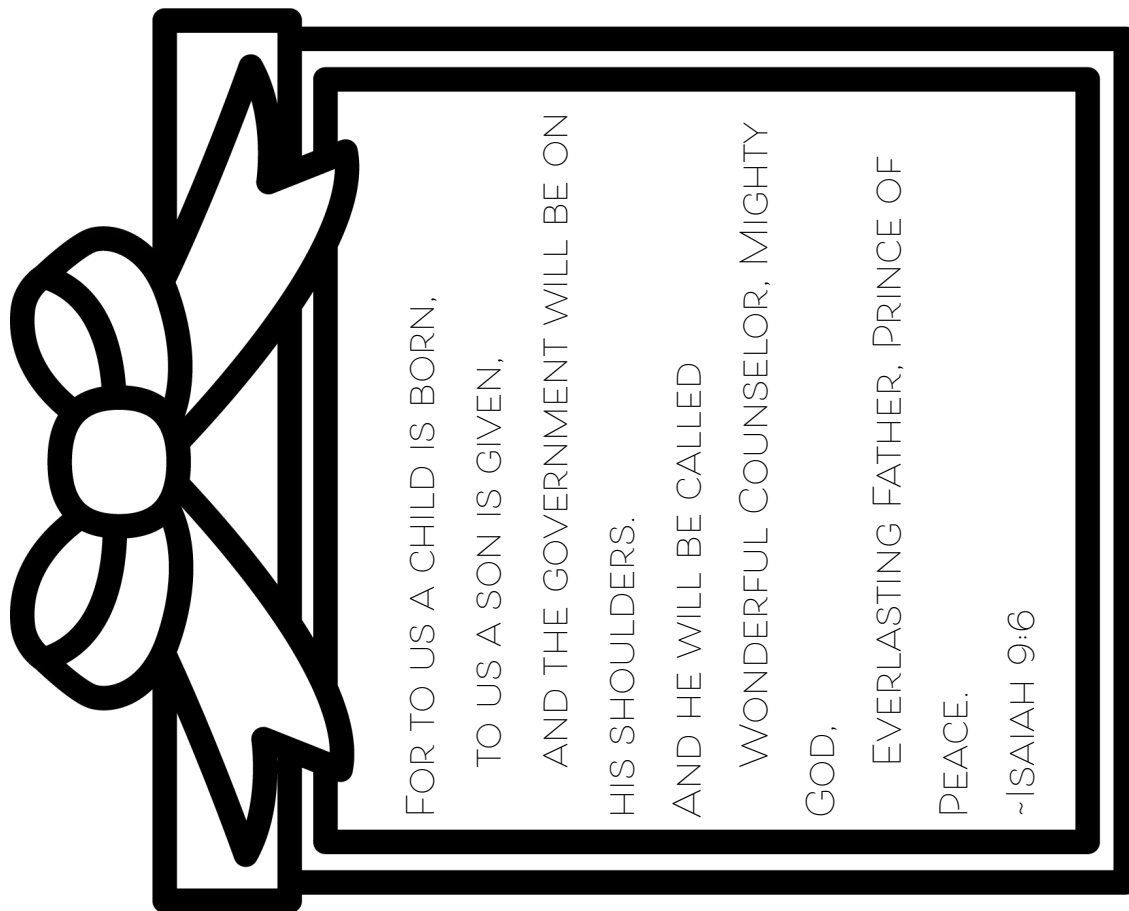 For to us a child is born,
to us a son is given,
and the government will be on
his shoulders.
And he will be called
Wonderful Counselor, Mighty
God,
Everlasting Father, Prince of
Peace.
~Isaiah 9:6